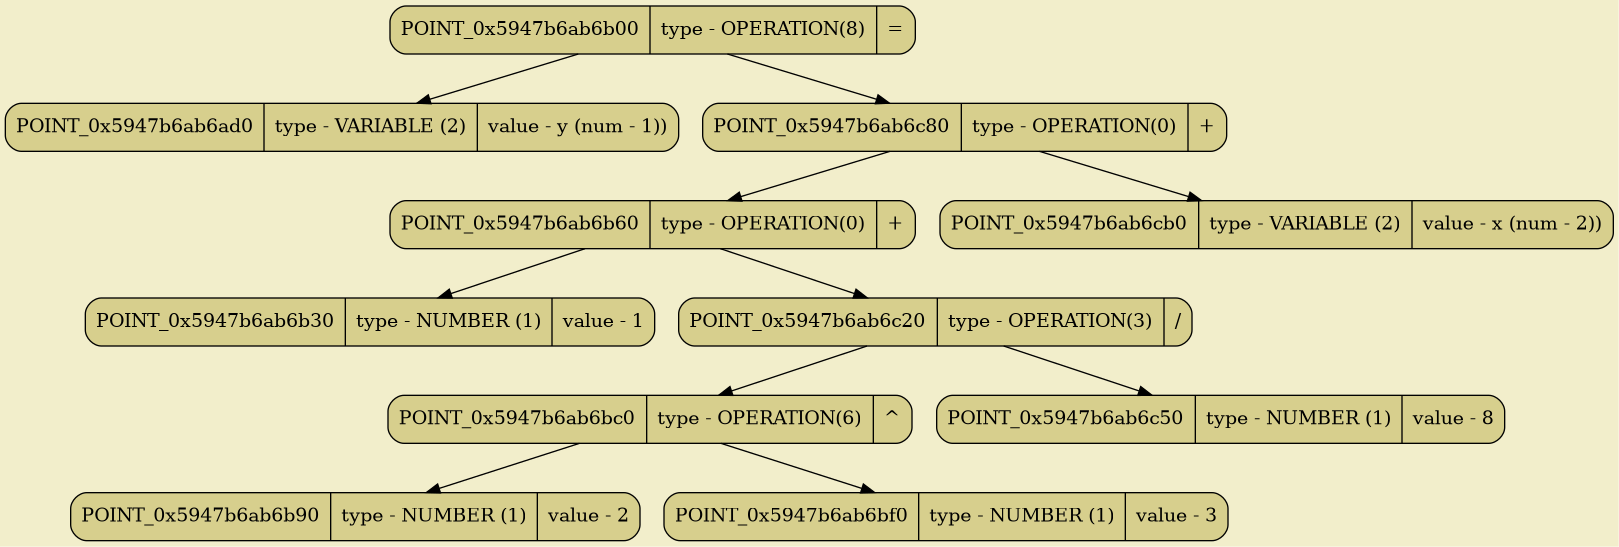 POINT_0x5947b6ab6b00 type - OPERATION(8) =
POINT_0x5947b6ab6ad0 type - VARIABLE (2) value - y (num - 1))
POINT_0x5947b6ab6c80 type - OPERATION(0) +
POINT_0x5947b6ab6b60 type - OPERATION(0) +
POINT_0x5947b6ab6cb0 type - VARIABLE (2) value - x (num - 2))
POINT_0x5947b6ab6b30 type - NUMBER (1) value - 1
POINT_0x5947b6ab6c20 type - OPERATION(3) /
POINT_0x5947b6ab6bc0 type - OPERATION(6) ^
POINT_0x5947b6ab6c50 type - NUMBER (1) value - 8
POINT_0x5947b6ab6b90 type - NUMBER (1) value - 2
POINT_0x5947b6ab6bf0 type - NUMBER (1) value - 3